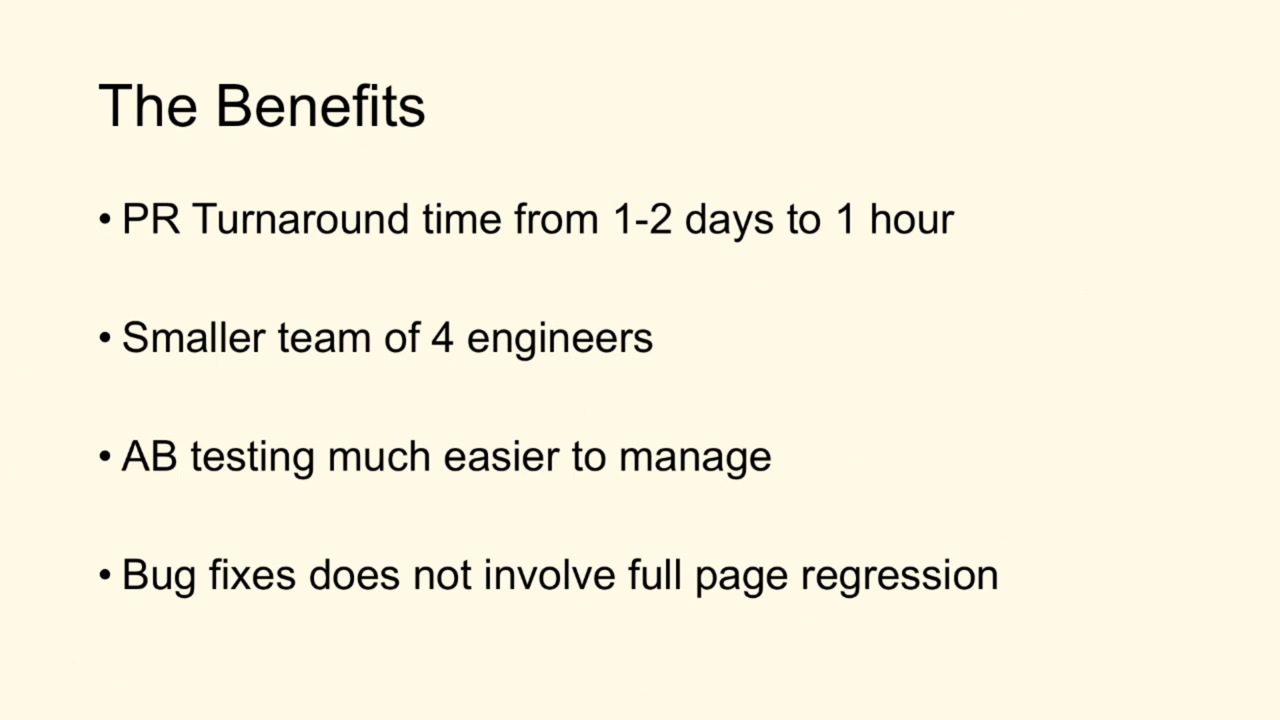 The Benefits
• PR Turnaround time from 1-2 days to 1 hour
• Smaller team of 4 engineers
• AB testing much easier to manage
• Bug fixes does not involve full page regression